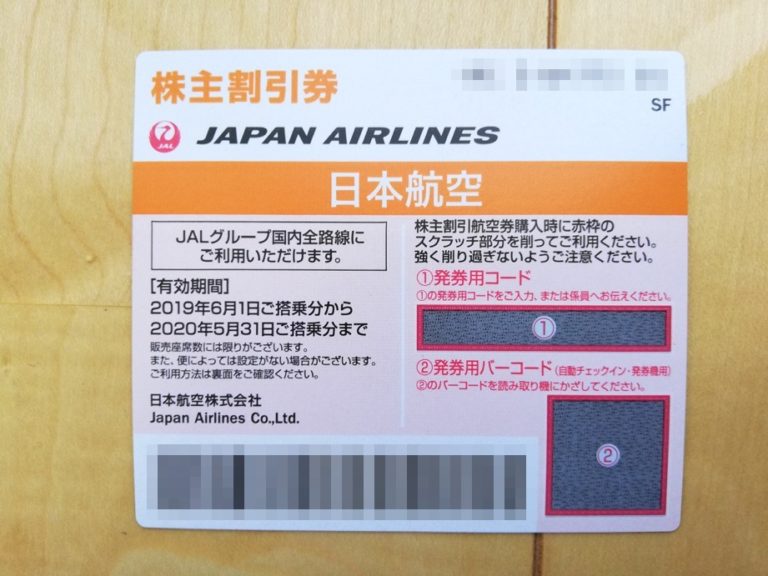 株主割引券
SF
JAL
JAPAN AIRLINES
日本航空
JALグループ国内全路線に
ご利用いただけます。
[有効期間]
2019年6月1日ご搭乗分から
2020年5月31日ご搭乗分まで
販売座席数には限りがございます。
また、便によっては設定がない場合がございます。
ご利用方法は裏面をご確認ください。
日本航空株式会社
Japan Airlines Co.,Ltd.
株主割引航空券購入時に赤枠の
スクラッチ部分を削ってご利用ください。
強く削り過ぎないようご注意ください。
①発券用コード
①の発券用コードをご入力、または係員へお伝えください。
①
②発券用バーコード(自動チェックイン・発券機用)
②のバーコードを読み取り機にかざしてください。
②